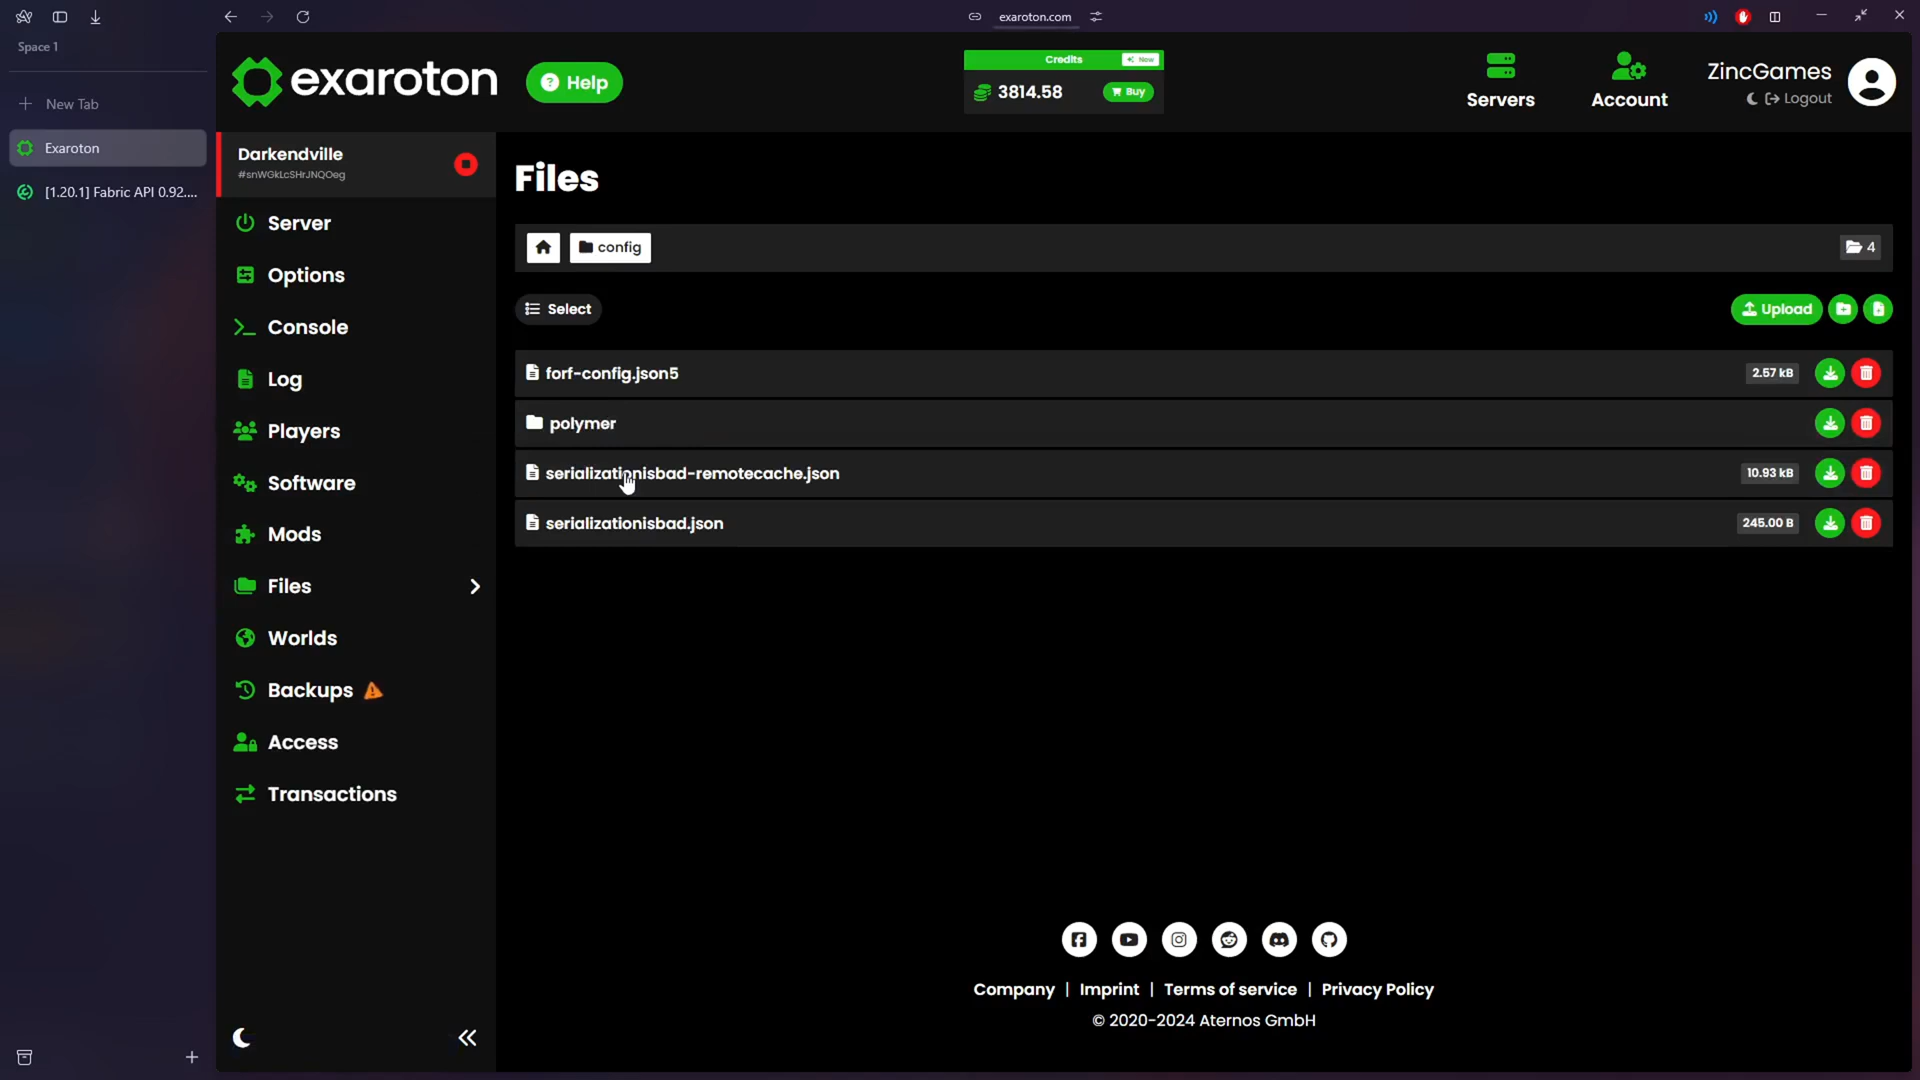 exaroton.com
Space 1
New Tab
Exaroton
[1.20.1] Fabric API 0.92....
exaroton
Help
Credits
New
3814.58
Buy
Servers
Account
ZincGames
Logout
Darkendville
#snWGkLcSHrJNQOeg
Server
Options
Console
Log
Players
Software
Mods
Files
Worlds
Backups
Access
Transactions
Files
config
4
Select
Upload
forf-config.json5
2.57 kB
polymer
serializationisbad-remotecache.json
10.93 kB
serializationisbad.json
245.00 B
Company | Imprint | Terms of service | Privacy Policy
© 2020-2024 Aternos GmbH